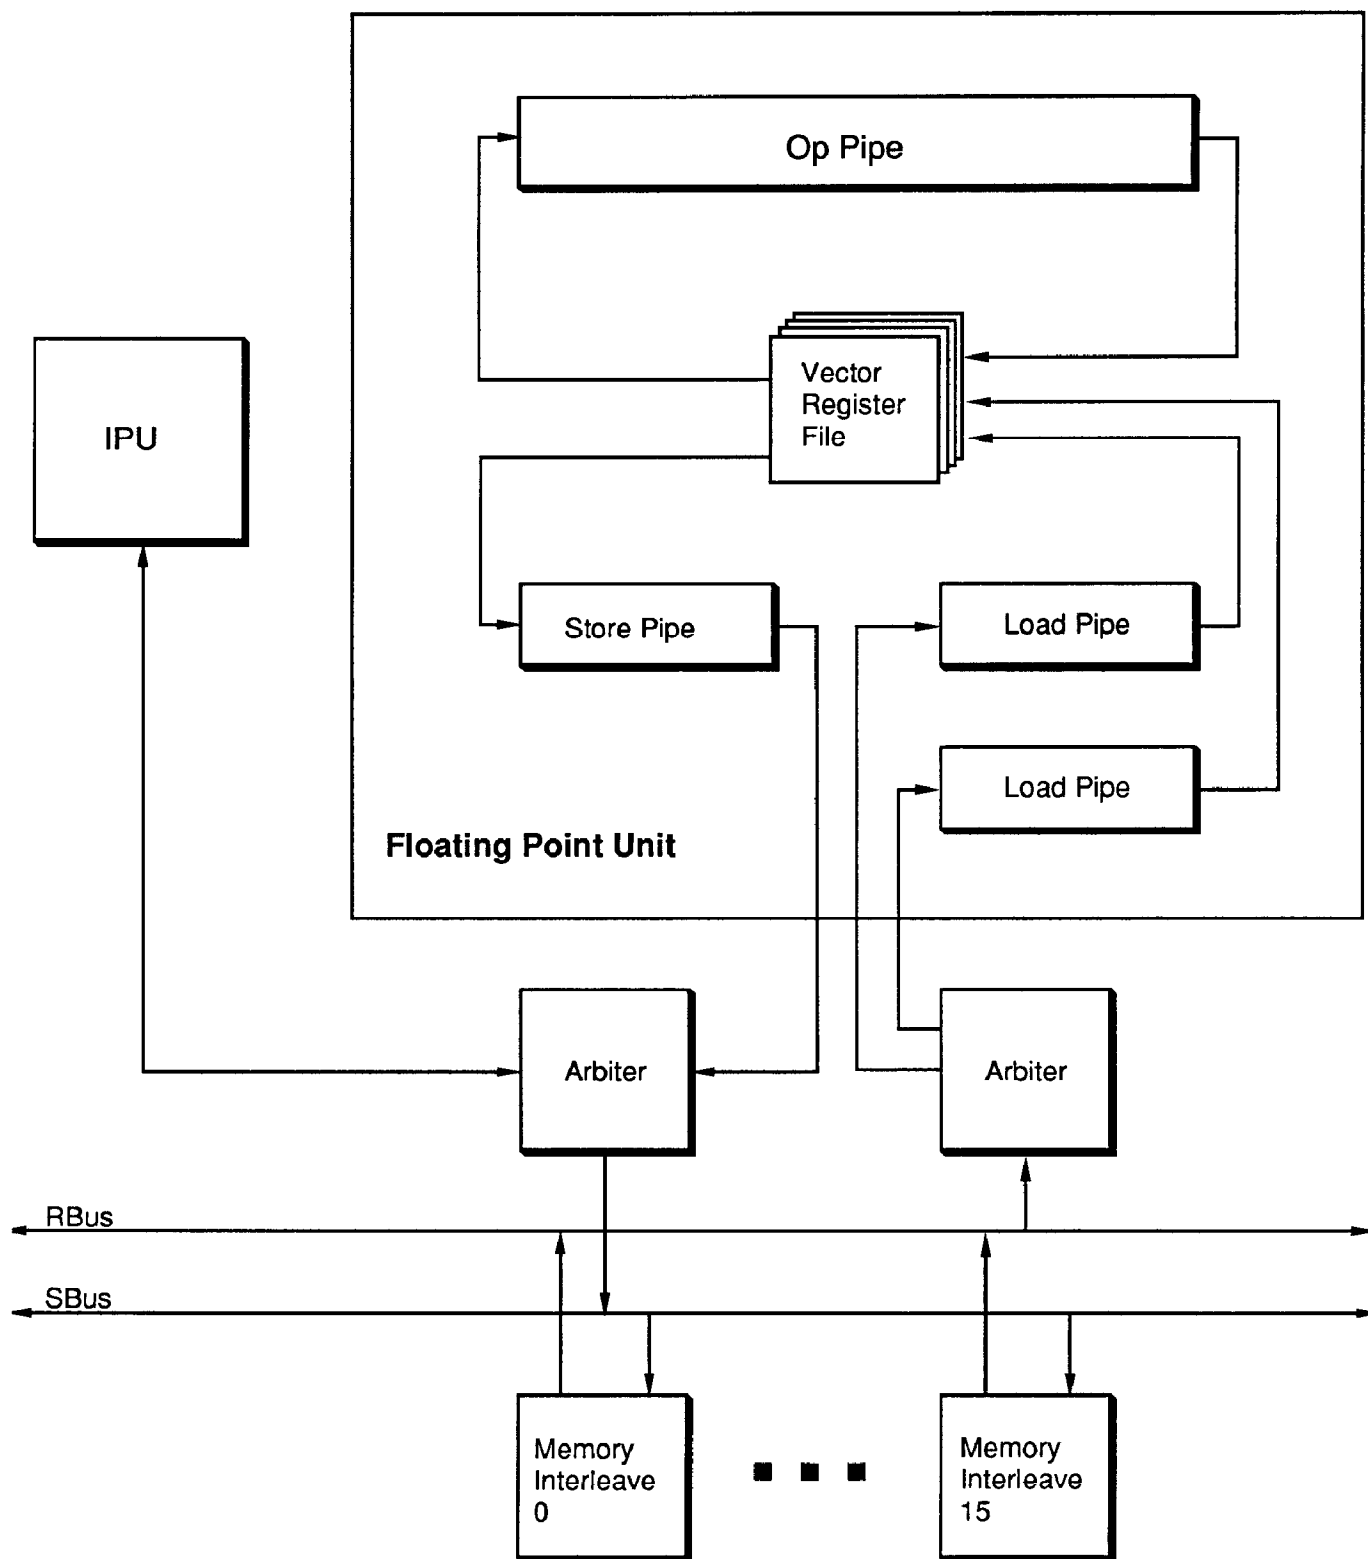 Op Pipe
Vector
Register
File
IPU
Store Pipe
Load Pipe
Load Pipe
Floating Point Unit
Arbiter
Arbiter
RBus
SBus
Memory
Interleave
0
Memory
Interleave
15